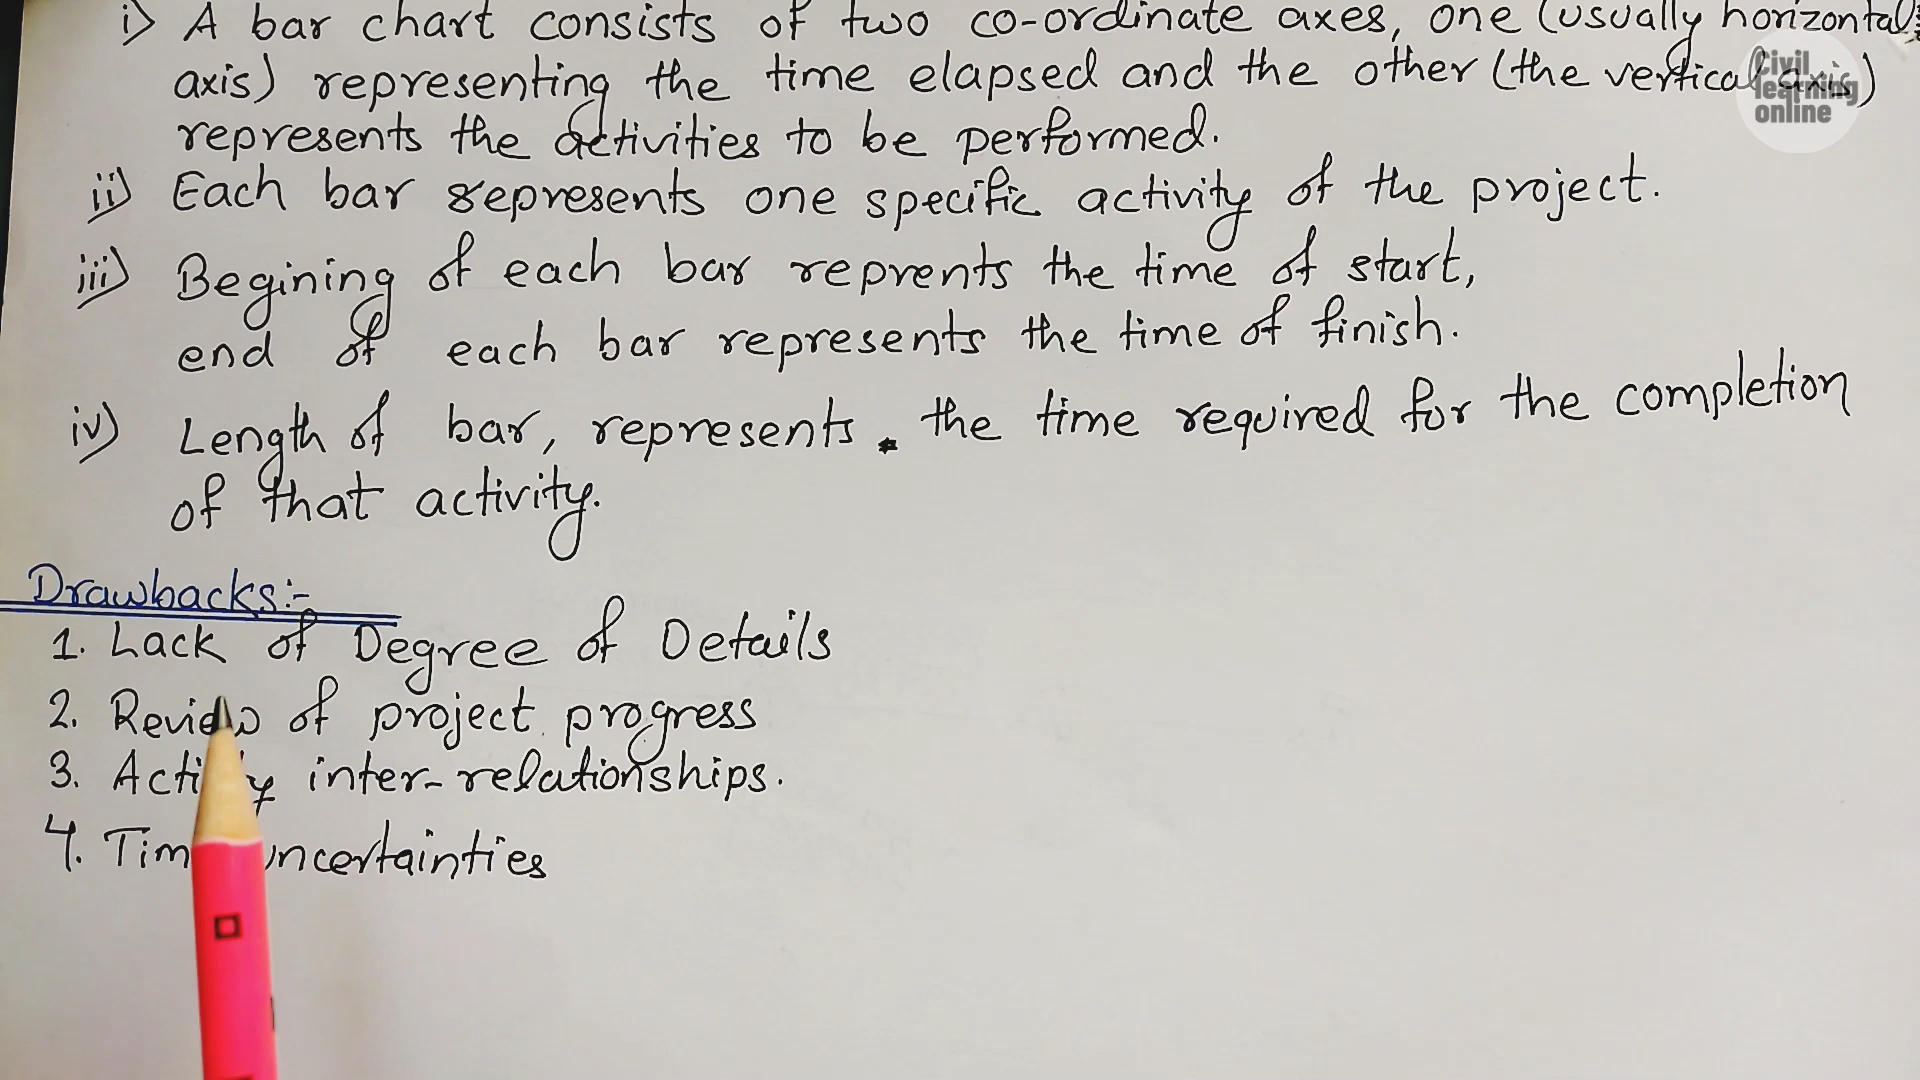 i) A bar chart consists of two co-ordinate axes, one (usually horizontal
axis) representing the time elapsed and the other (the vertical axis)
represents the activities to be performed.
ii) Each bar represents one specific activity of the project.
iii) Begining of each bar reprents the time of start,
end of each bar represents the time of finish.
iv) Length of bar, represents. the time required for the completion
of that activity.
Drawbacks:-
1. Lack of Degree of Details
2. Review of project progress
3. Activity inter-relationships.
4. Time uncertainties
Civil
learning
online